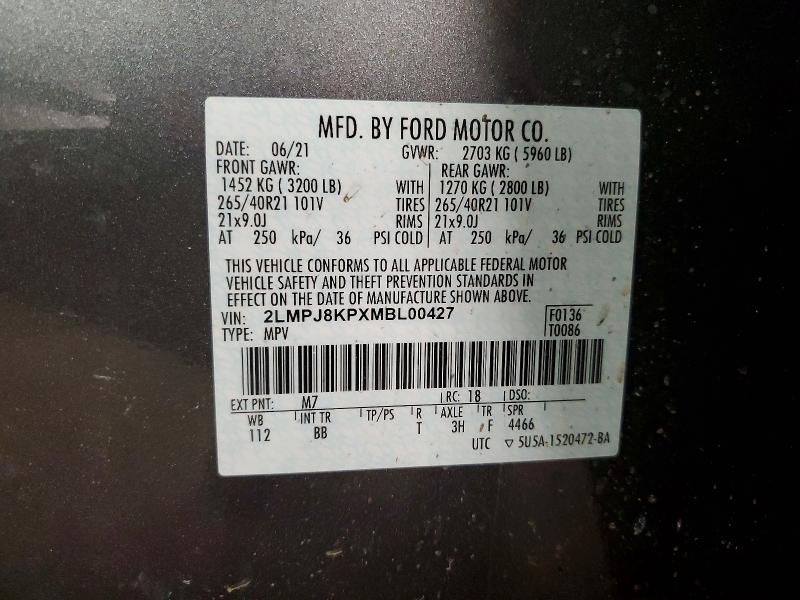 MFD. BY FORD MOTOR CO.
DATE: 06/21 GVWR: 2703 KG ( 5960 LB)
FRONT GAWR: REAR GAWR:
1452 KG ( 3200 LB) WITH 1270 KG ( 2800 LB) WITH
265/40R21 101V TIRES 265/40R21 101V TIRES
21x9.0J RIMS 21x9.0J RIMS
AT 250 kPa/ 36 PSI COLD AT 250 kPa/ 36 PSI COLD
THIS VEHICLE CONFORMS TO ALL APPLICABLE FEDERAL MOTOR
VEHICLE SAFETY AND THEFT PREVENTION STANDARDS IN
EFFECT ON THE DATE OF MANUFACTURE SHOWN ABOVE.
VIN: 2LMPJ8KPXMBL00427 F0136
TYPE: MPV T0086
EXT PNT: M7 RC: 18 DSO:
WB INT TR TP/PS R AXLE TR SPR
112 BB T 3H F 4466
UTC ▽ 5U5A-1520472-BA